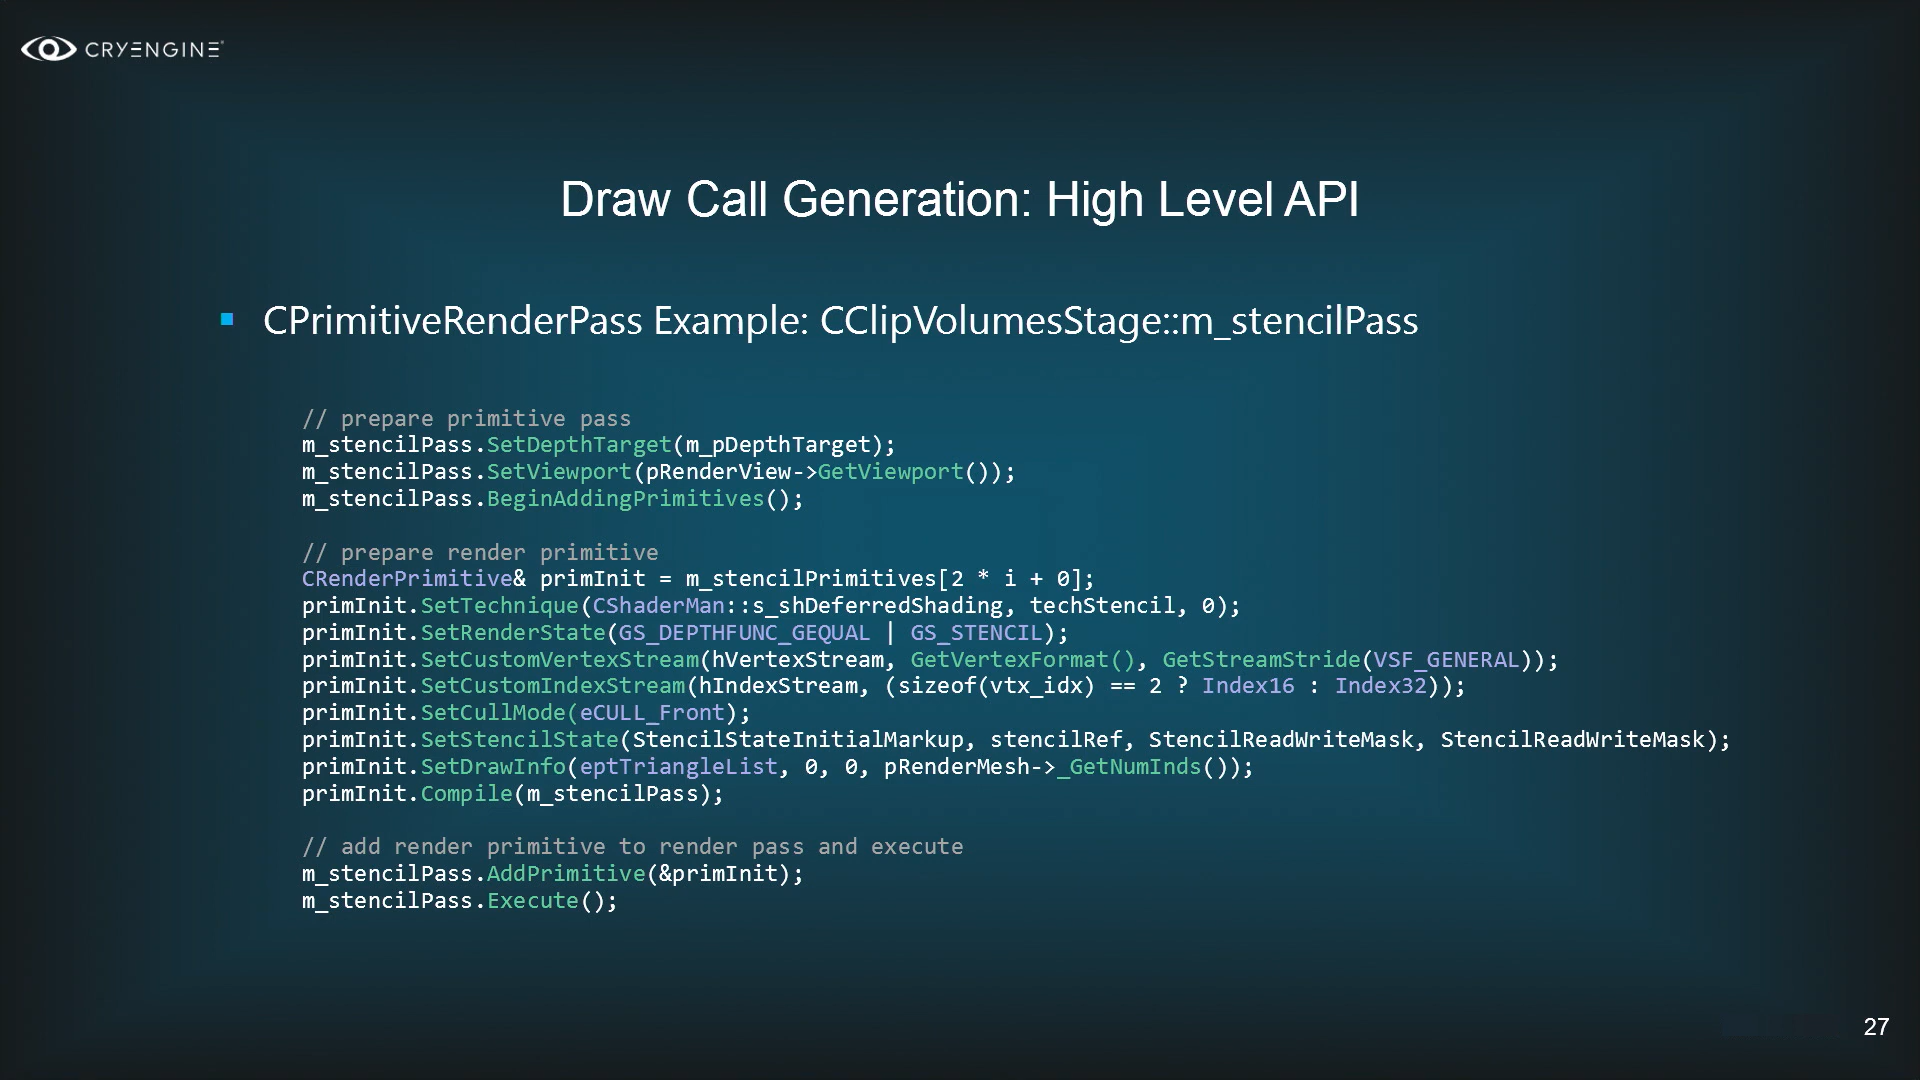 CRYENGINE
Draw Call Generation: High Level API
▪ CPrimitiveRenderPass Example: CClipVolumesStage::m_stencilPass
// prepare primitive pass
m_stencilPass.SetDepthTarget(m_pDepthTarget);
m_stencilPass.SetViewport(pRenderView->GetViewport());
m_stencilPass.BeginAddingPrimitives();
// prepare render primitive
CRenderPrimitive& primInit = m_stencilPrimitives[2 * i + 0];
primInit.SetTechnique(CShaderMan::s_shDeferredShading, techStencil, 0);
primInit.SetRenderState(GS_DEPTHFUNC_GEQUAL | GS_STENCIL);
primInit.SetCustomVertexStream(hVertexStream, GetVertexFormat(), GetStreamStride(VSF_GENERAL));
primInit.SetCustomIndexStream(hIndexStream, (sizeof(vtx_idx) == 2 ? Index16 : Index32));
primInit.SetCullMode(eCULL_Front);
primInit.SetStencilState(StencilStateInitialMarkup, stencilRef, StencilReadWriteMask, StencilReadWriteMask);
primInit.SetDrawInfo(eptTriangleList, 0, 0, pRenderMesh->_GetNumInds());
primInit.Compile(m_stencilPass);
// add render primitive to render pass and execute
m_stencilPass.AddPrimitive(&primInit);
m_stencilPass.Execute();
27